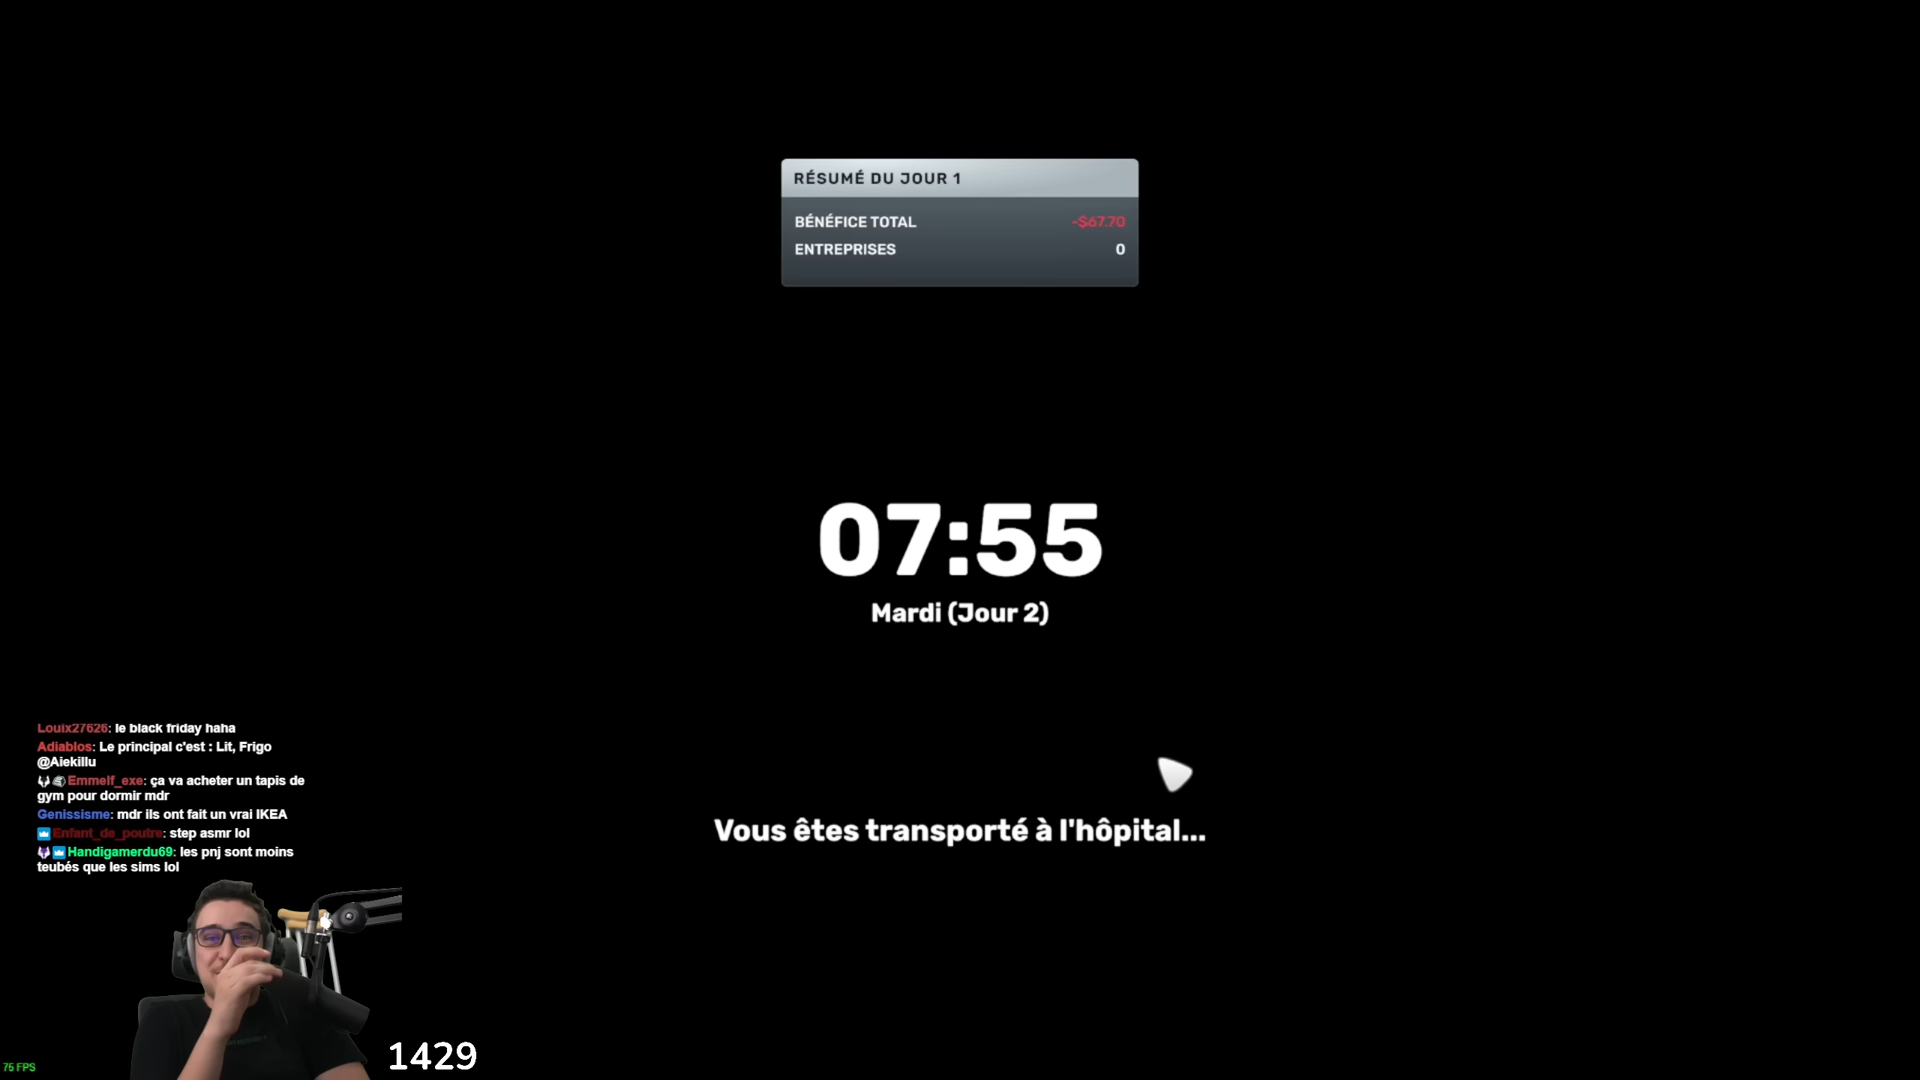 RÉSUMÉ DU JOUR 1
BÉNÉFICE TOTAL -$67.70
ENTREPRISES 0
07:55
Mardi (Jour 2)
Vous êtes transporté à l'hôpital...
Louix27626: le black friday haha
Adiablos: Le principal c'est : Lit, Frigo
@Aiekillu
Emmelf_exe: ça va acheter un tapis de
gym pour dormir mdr
Genissisme: mdr ils ont fait un vrai IKEA
Enfant_de_poutre: step asmr lol
Handigamerdu69: les pnj sont moins
teubés que les sims lol
1429
75 FPS